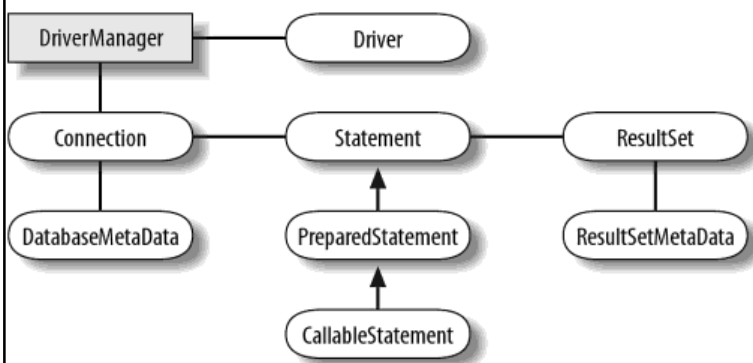 DriverManager
Driver
Connection
Statement
ResultSet
DatabaseMetaData
PreparedStatement
ResultSetMetaData
CallableStatement